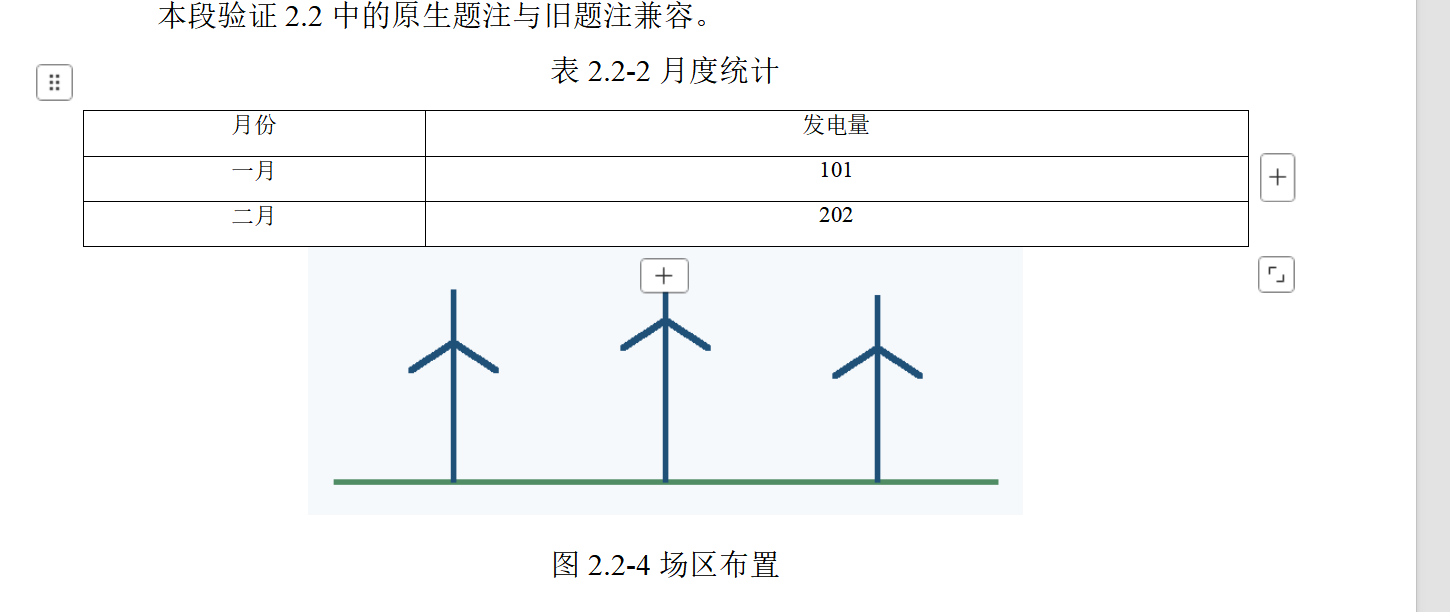 本段验证 2.2 中的原生题注与旧题注兼容。
表 2.2-2 月度统计
月份 发电量
一月 101
二月 202
图 2.2-4 场区布置